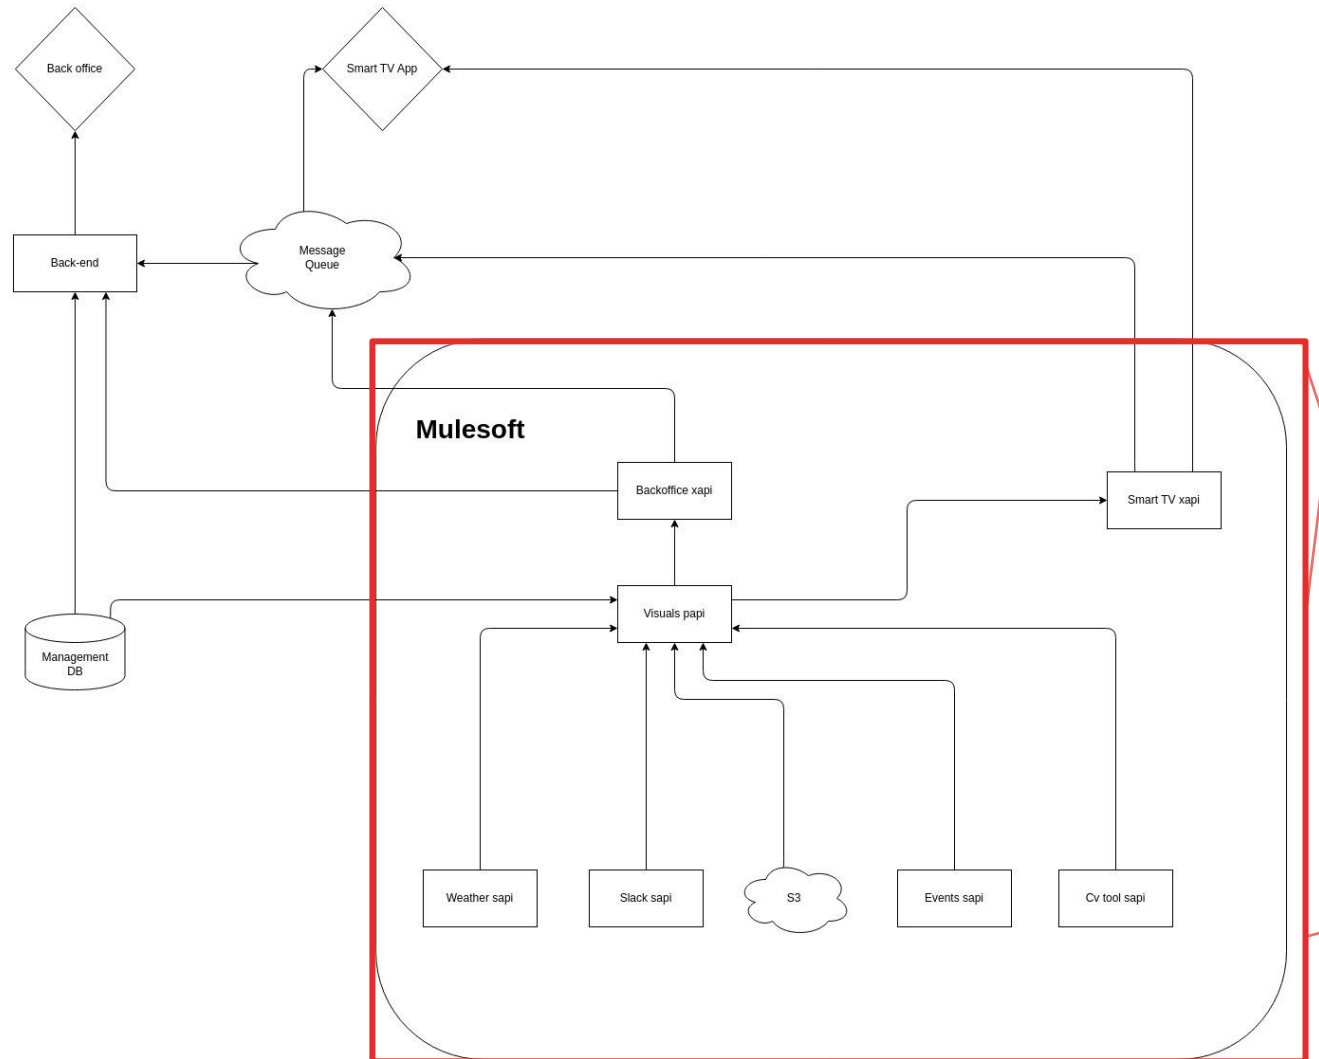 Back office
Smart TV App
Back-end
Message
Queue
Mulesoft
Backoffice xapi
Smart TV xapi
Visuals papi
Management
DB
Weather sapi
Slack sapi
S3
Events sapi
Cv tool sapi